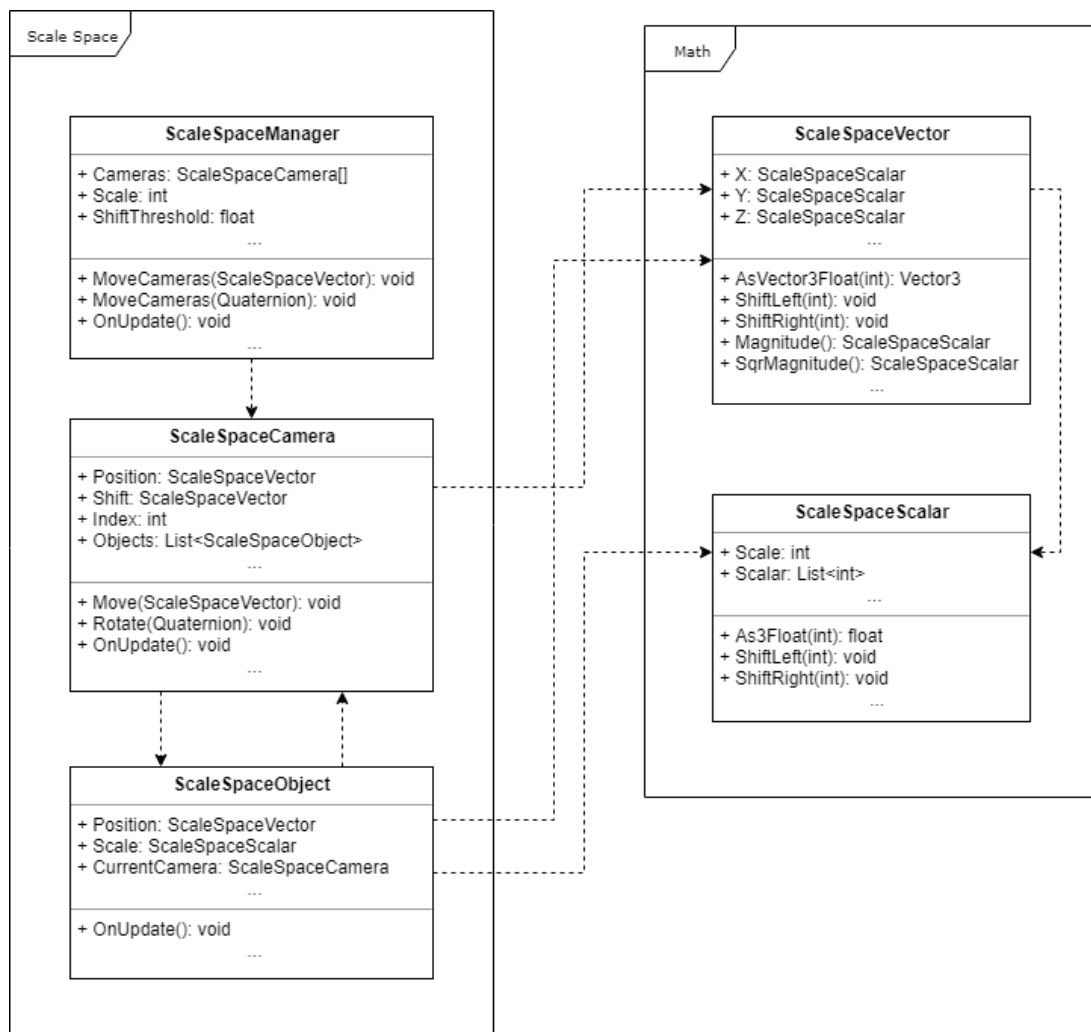 Scale Space
ScaleSpaceManager
+ Cameras: ScaleSpaceCamera[]
+ Scale: int
+ ShiftThreshold: float
...
+ MoveCameras(ScaleSpaceVector): void
+ MoveCameras(Quaternion): void
+ OnUpdate(): void
...
ScaleSpaceCamera
+ Position: ScaleSpaceVector
+ Shift: ScaleSpaceVector
+ Index: int
+ Objects: List<ScaleSpaceObject>
...
+ Move(ScaleSpaceVector): void
+ Rotate(Quaternion): void
+ OnUpdate(): void
...
ScaleSpaceObject
+ Position: ScaleSpaceVector
+ Scale: ScaleSpaceScalar
+ CurrentCamera: ScaleSpaceCamera
...
+ OnUpdate(): void
...
Math
ScaleSpaceVector
+ X: ScaleSpaceScalar
+ Y: ScaleSpaceScalar
+ Z: ScaleSpaceScalar
...
+ AsVector3Float(int): Vector3
+ ShiftLeft(int): void
+ ShiftRight(int): void
+ Magnitude(): ScaleSpaceScalar
+ SqrMagnitude(): ScaleSpaceScalar
...
ScaleSpaceScalar
+ Scale: int
+ Scalar: List<int>
...
+ As3Float(int): float
+ ShiftLeft(int): void
+ ShiftRight(int): void
...